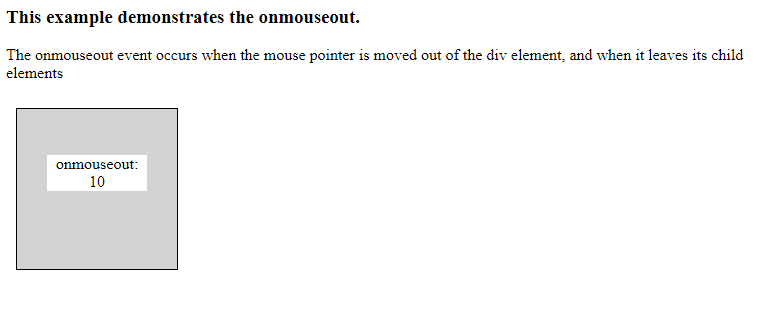 This example demonstrates the onmouseout.
The onmouseout event occurs when the mouse pointer is moved out of the div element, and when it leaves its child
elements
onmouseout:
10